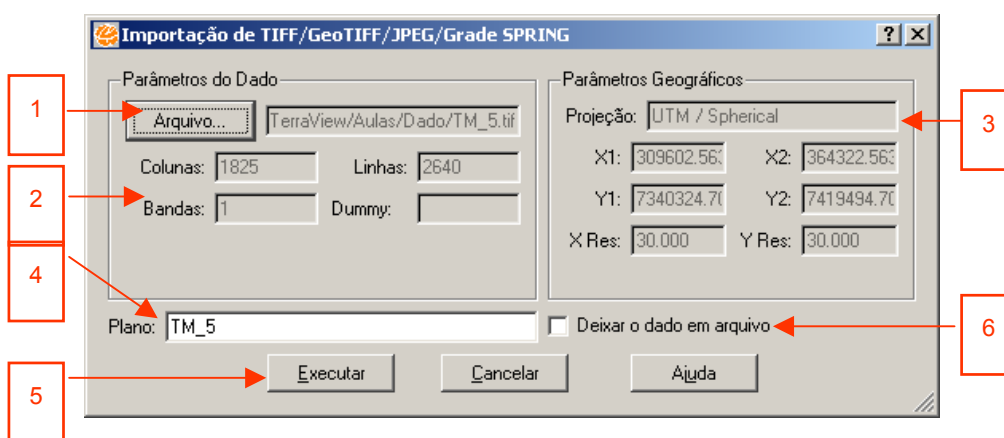 Importação de TIFF/GeoTIFF/JPEG/Grade SPRING
Parâmetros do Dado
1
Arquivo... TerraView/Aulas/Dado/TM_5.tif
Colunas: 1825 Linhas: 2640
2
Bandas: 1 Dummy:
Parâmetros Geográficos
Projeção: UTM / Spherical
3
X1: 309602.563 X2: 364322.563
Y1: 7340324.70 Y2: 7419494.70
X Res: 30.000 Y Res: 30.000
4
Plano: TM_5
Deixar o dado em arquivo
6
5
Executar Cancelar Ajuda